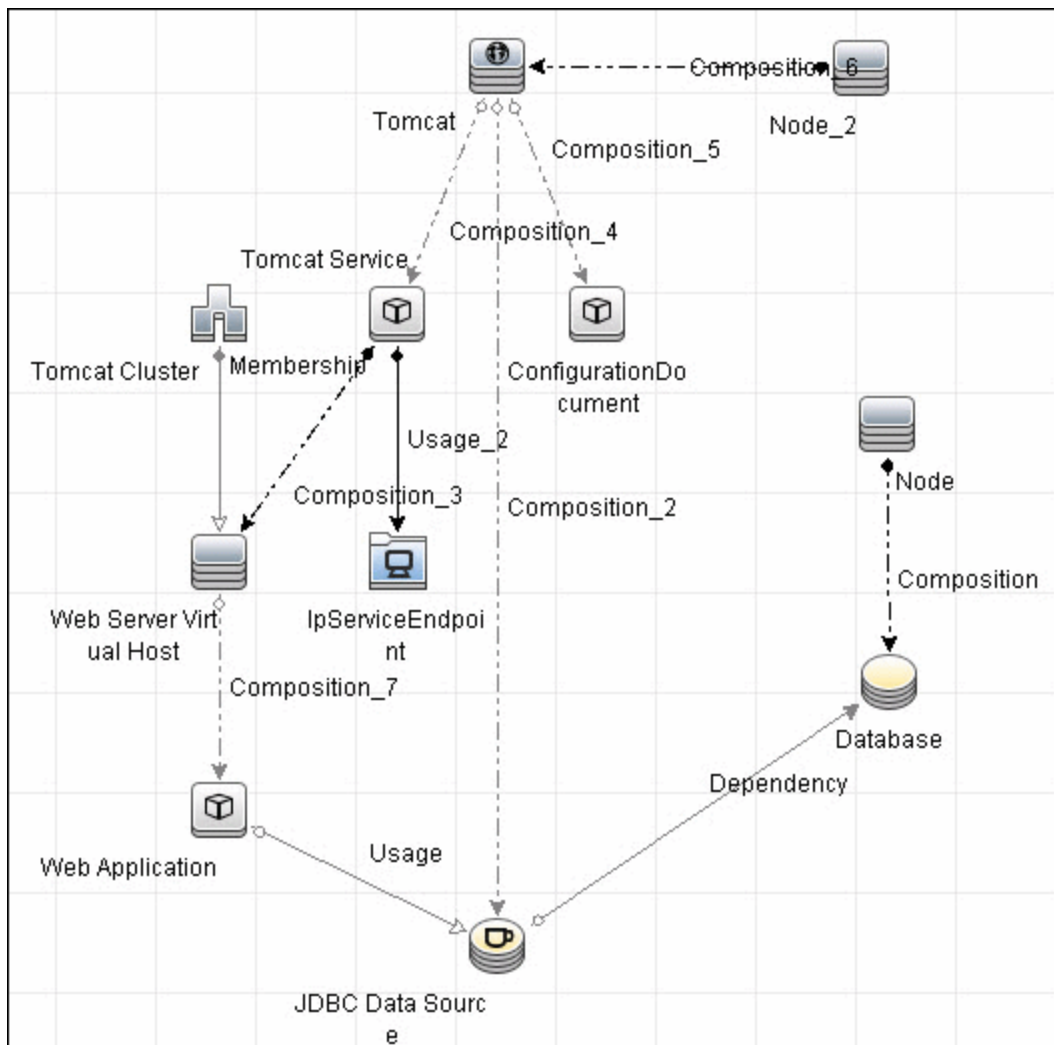 Composition_6
Tomcat
Node_2
Composition_5
Composition_4
Tomcat Service
Tomcat Cluster
Membership
ConfigurationDo
cument
Usage_2
Node
Composition_3
Composition_2
Composition
Web Server Virt
ual Host
IpServiceEndpoi
nt
Composition_7
Database
Dependency
Usage
Web Application
JDBC Data Sourc
e